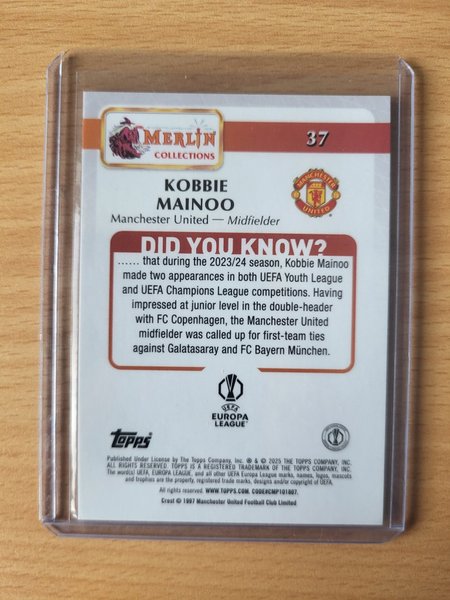 MERLIN
COLLECTIONS
37
KOBBIE
MAINOO
Manchester United — Midfielder
MANCHESTER
UNITED
DID YOU KNOW?
...... that during the 2023/24 season, Kobbie Mainoo
made two appearances in both UEFA Youth League
and UEFA Champions League competitions. Having
impressed at junior level in the double-header
with FC Copenhagen, the Manchester United
midfielder was called up for first-team ties
against Galatasaray and FC Bayern München.
UEFA
EUROPA
LEAGUE
Topps
Published Under License by The Topps Company, Inc. ® & © 2025 THE TOPPS COMPANY, INC.
ALL RIGHTS RESERVED. TOPPS IS A REGISTERED TRADEMARK OF THE TOPPS COMPANY, INC.
The word(s) UEFA EUROPA LEAGUE, and all other UEFA Europa League marks, names, logos, mascots
and trophies are the property, registered trade marks, designs and/or copyright of UEFA.
All rights reserved. WWW.TOPPS.COM. CODE#CMP101807.
Crest © 1997 Manchester United Football Club Limited